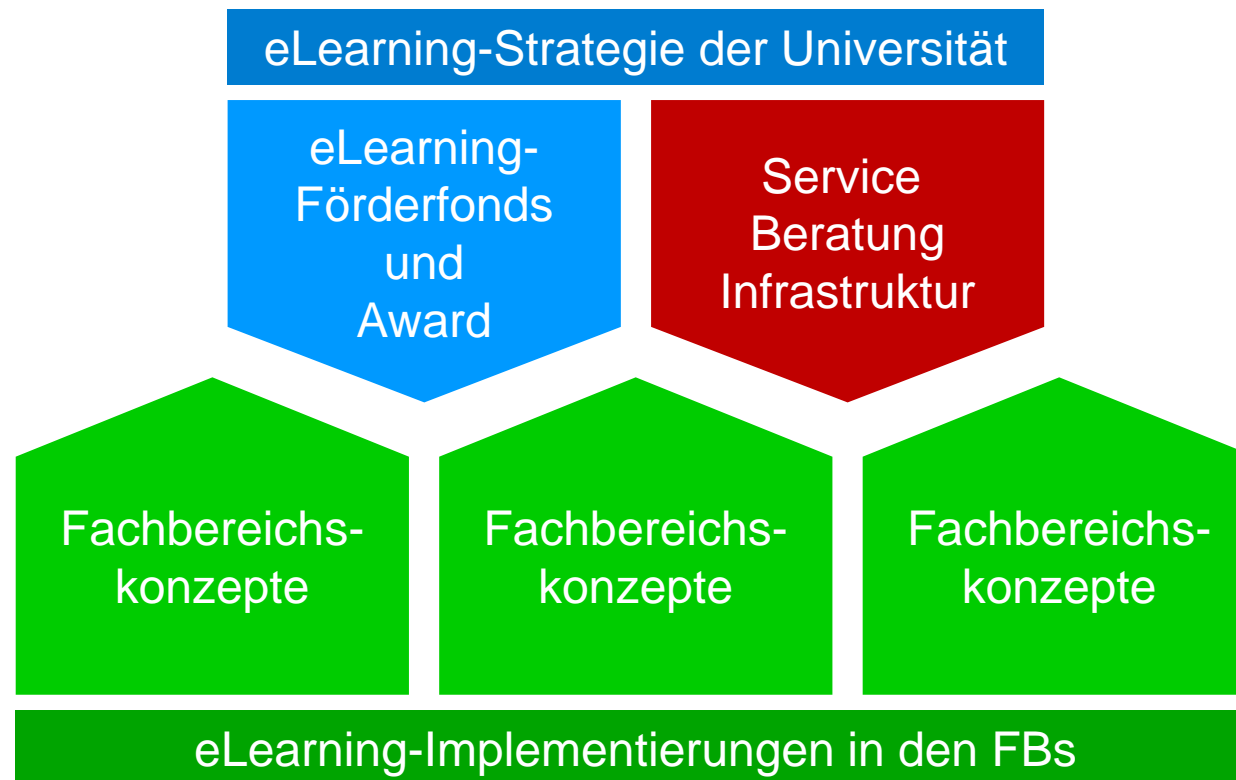 eLearning-Strategie der Universität
eLearning-
Förderfonds
und
Award
Service
Beratung
Infrastruktur
Fachbereichs-
konzepte
Fachbereichs-
konzepte
Fachbereichs-
konzepte
eLearning-Implementierungen in den FBs